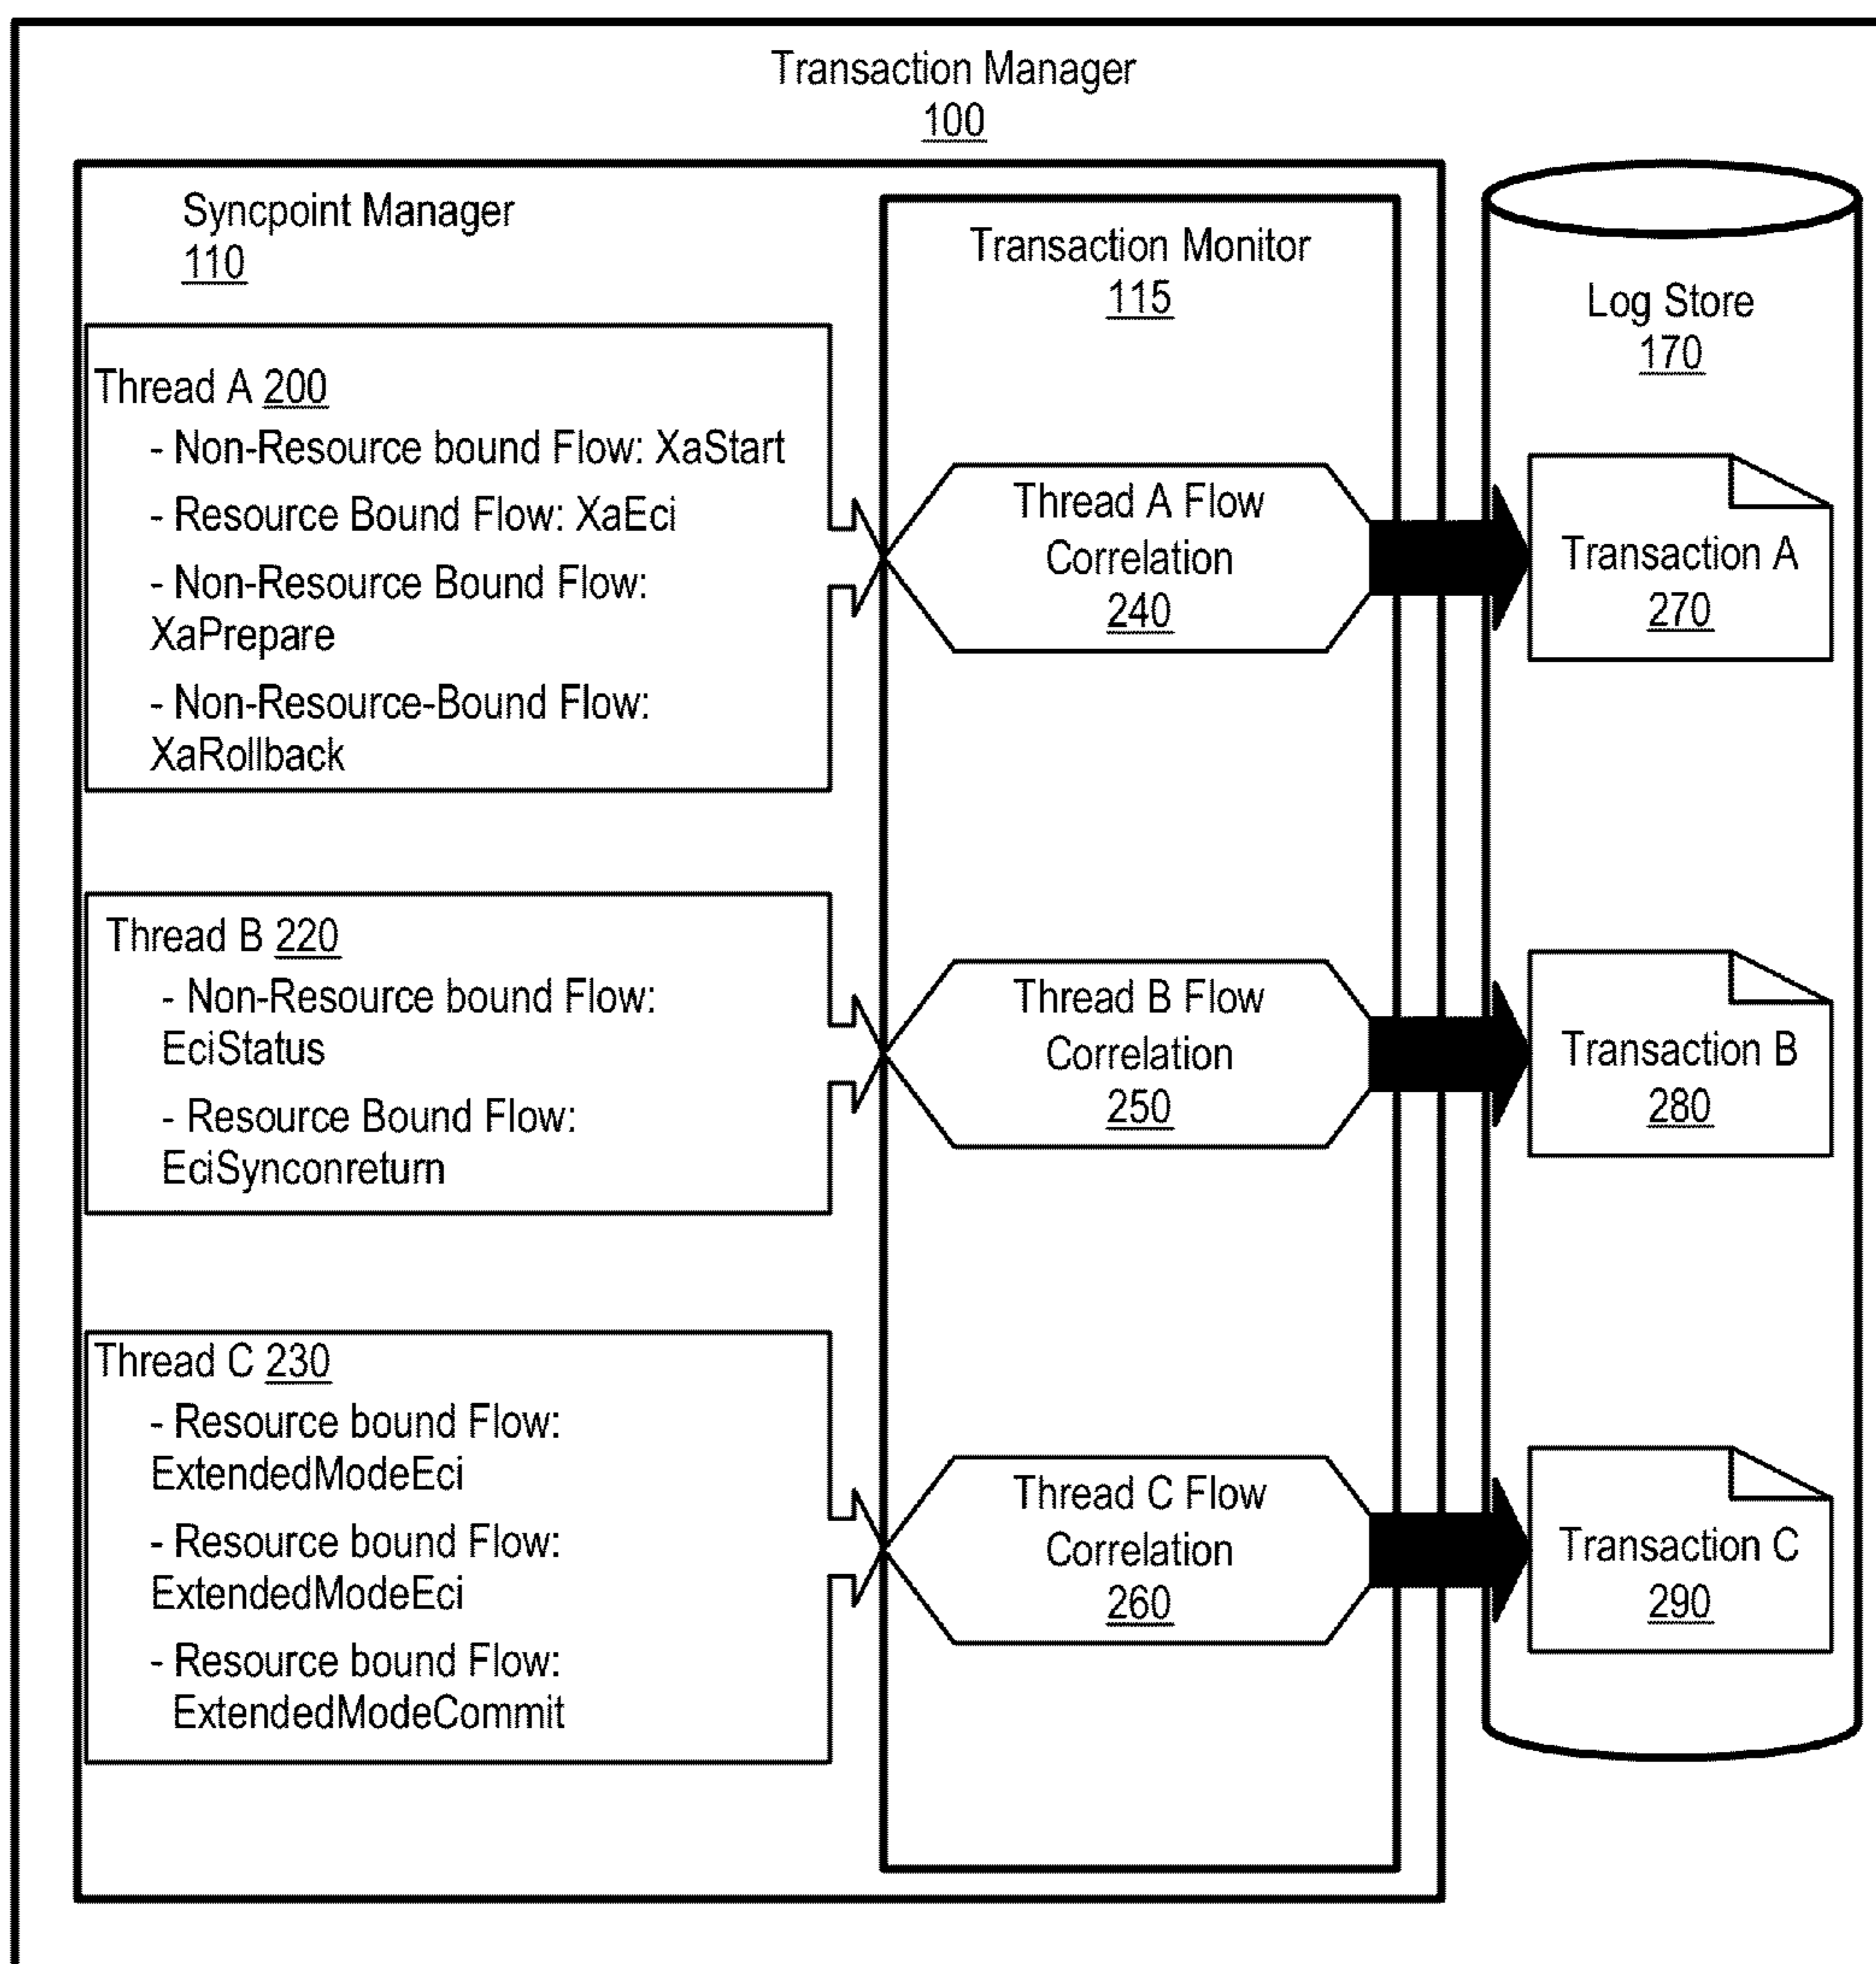 Transaction Manager
100
Syncpoint Manager
110
Transaction Monitor
115
Log Store
170
Thread A 200
- Non-Resource bound Flow: XaStart
- Resource Bound Flow: XaEci
- Non-Resource Bound Flow:
XaPrepare
- Non-Resource-Bound Flow:
XaRollback
Thread A Flow
Correlation
240
Transaction A
270
Thread B 220
- Non-Resource bound Flow:
EciStatus
- Resource Bound Flow:
EciSynconreturn
Thread B Flow
Correlation
250
Transaction B
280
Thread C 230
- Resource bound Flow:
ExtendedModeEci
- Resource bound Flow:
ExtendedModeEci
- Resource bound Flow:
ExtendedModeCommit
Thread C Flow
Correlation
260
Transaction C
290